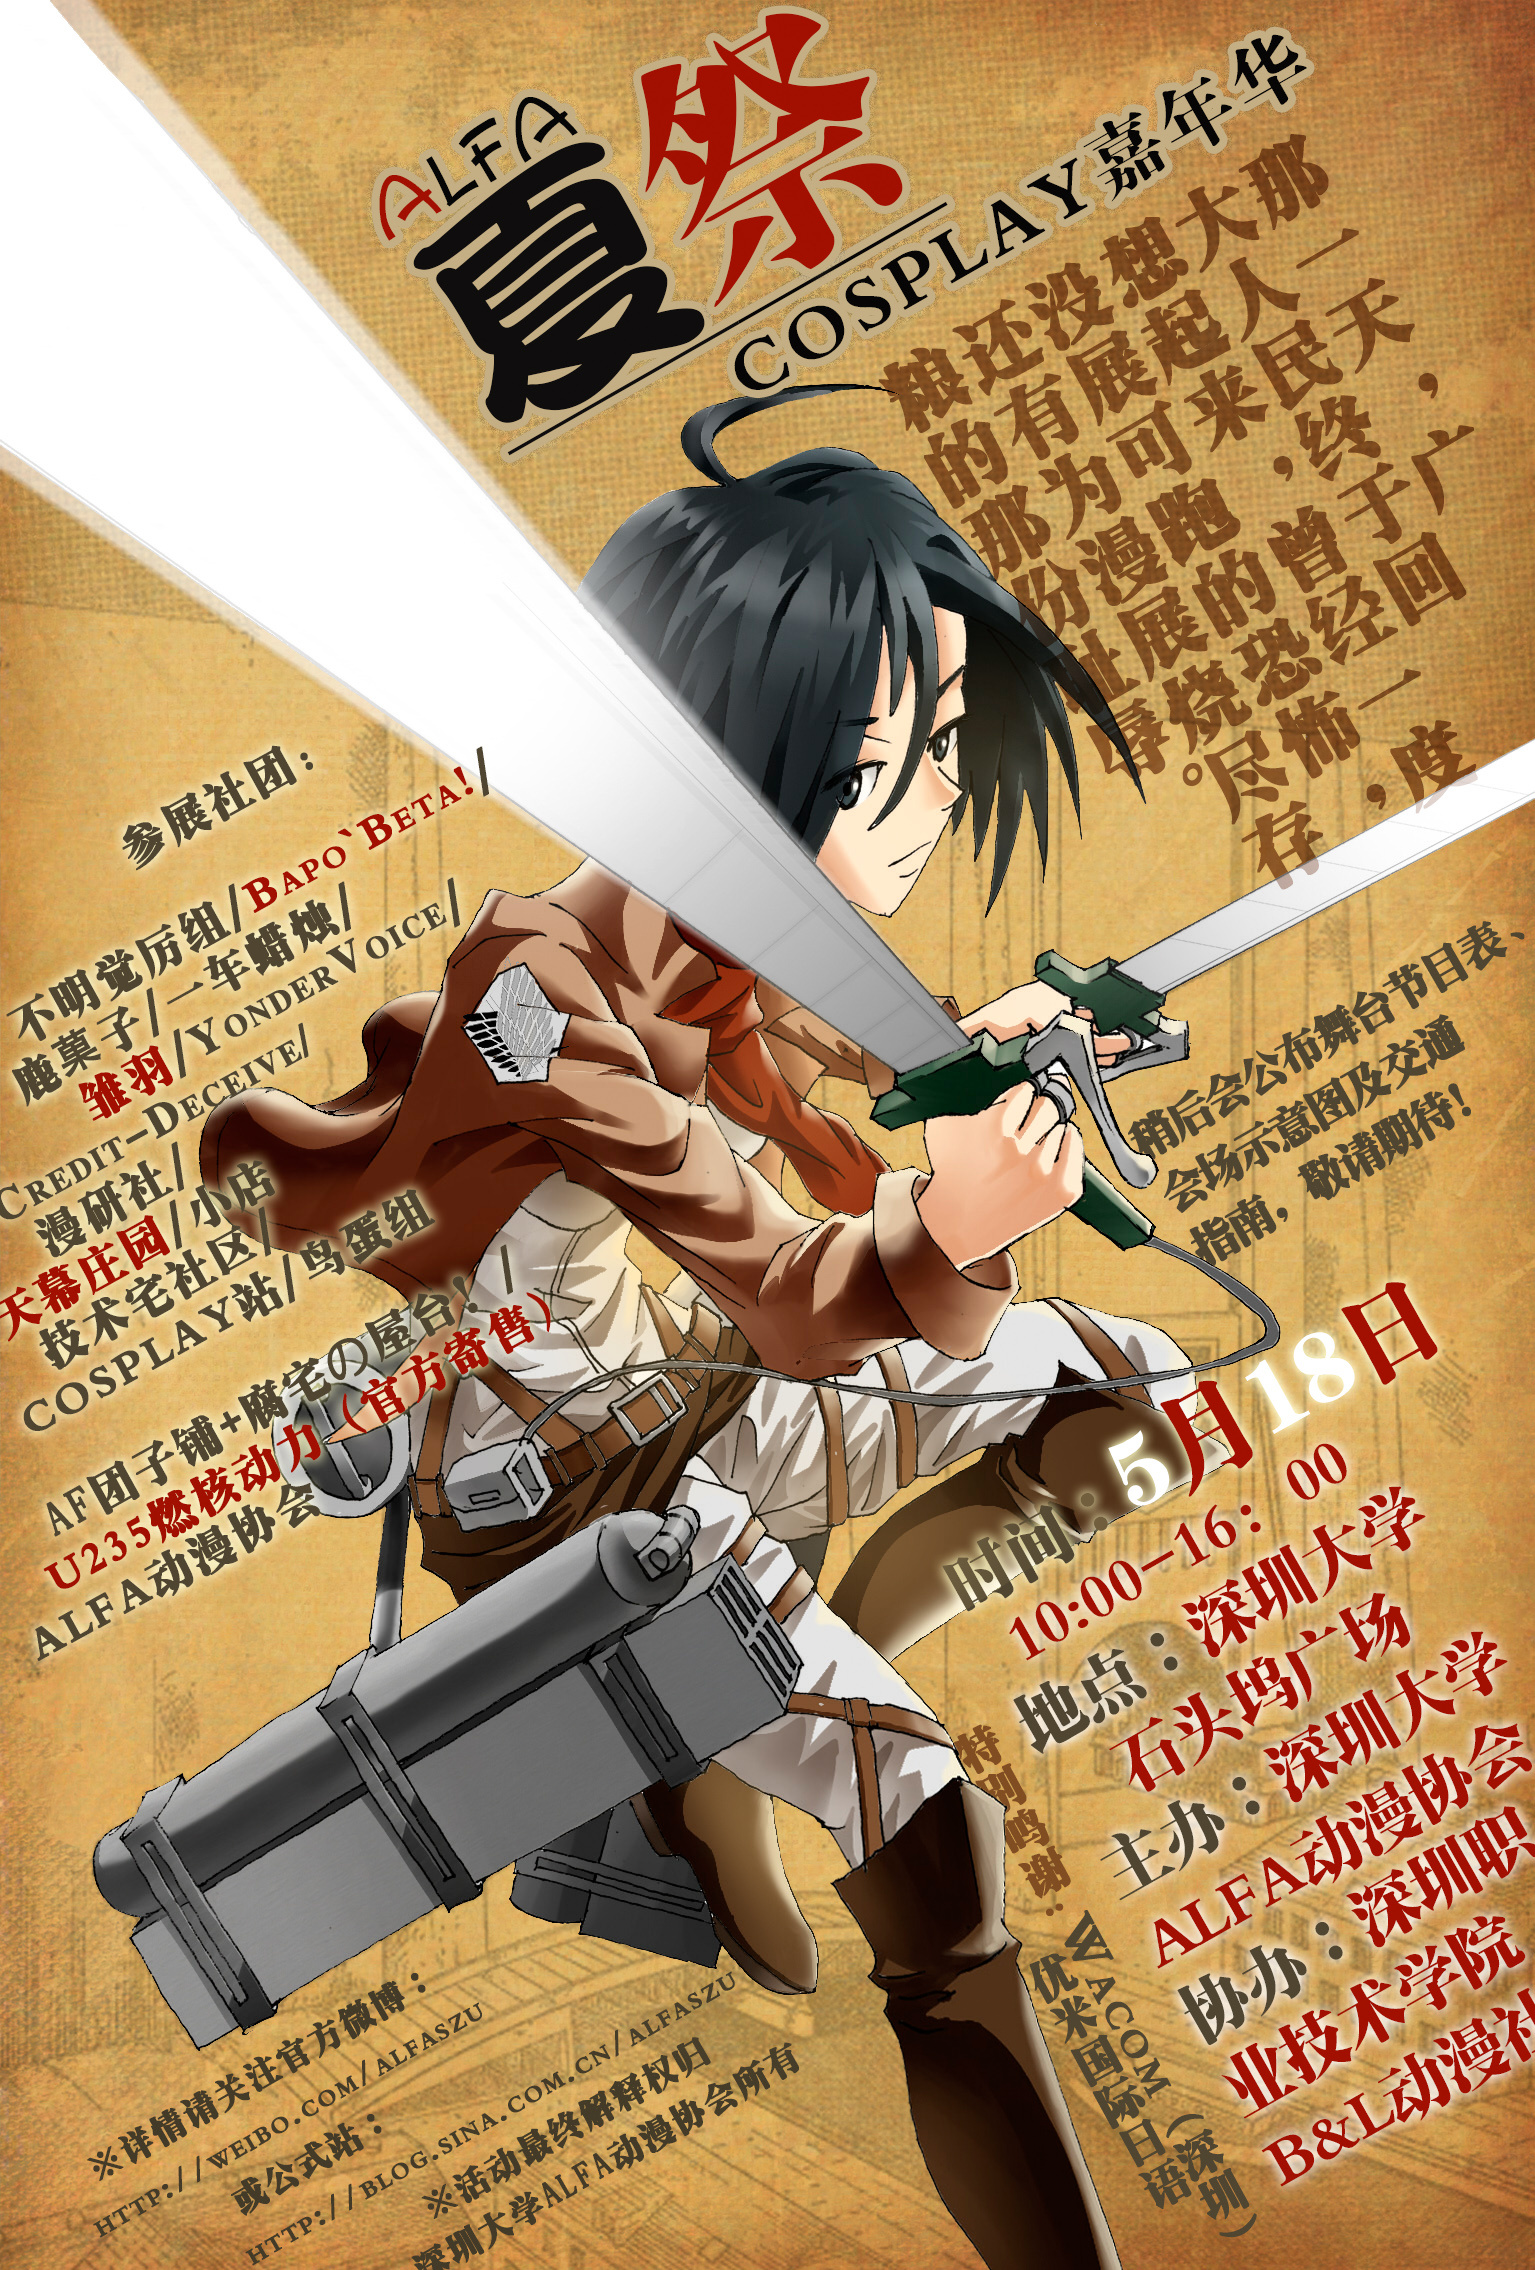 ALFA
夏祭
COSPLAY嘉年华
那一天，广
大人民终于回
想起来，曾经一度
没展可跑的恐怖，
还有为漫展烧尽存
粮的那份耻辱。
参展社团：
不明觉厉组/BAPO`BETA!/
鹿菓子/一车蜡烛/
雏羽/YONDERVOICE/
CREDIT-DECEIVE/
漫研社/
天幕庄园/小店
技术宅社区/
COSPLAY站/鸟蛋组
AF团子铺+腐宅の屋台！/
U235燃核动力（官方寄售）
ALFA动漫协会
稍后会公布舞台节目表、
会场示意图及交通
指南，敬请期待！
时间：5月18日
10:00-16：00
地点：深圳大学
石头坞广场
主办：深圳大学
ALFA动漫协会
协办：深圳职
业技术学院
B&L动漫社
特别鸣谢：
WACOM（深圳）
优米国际日语
※详情请关注官方微博：
HTTP://WEIBO.COM/ALFASZU
或公式站：
HTTP://BLOG.SINA.COM.CN/ALFASZU
※活动最终解释权归
深圳大学ALFA动漫协会所有